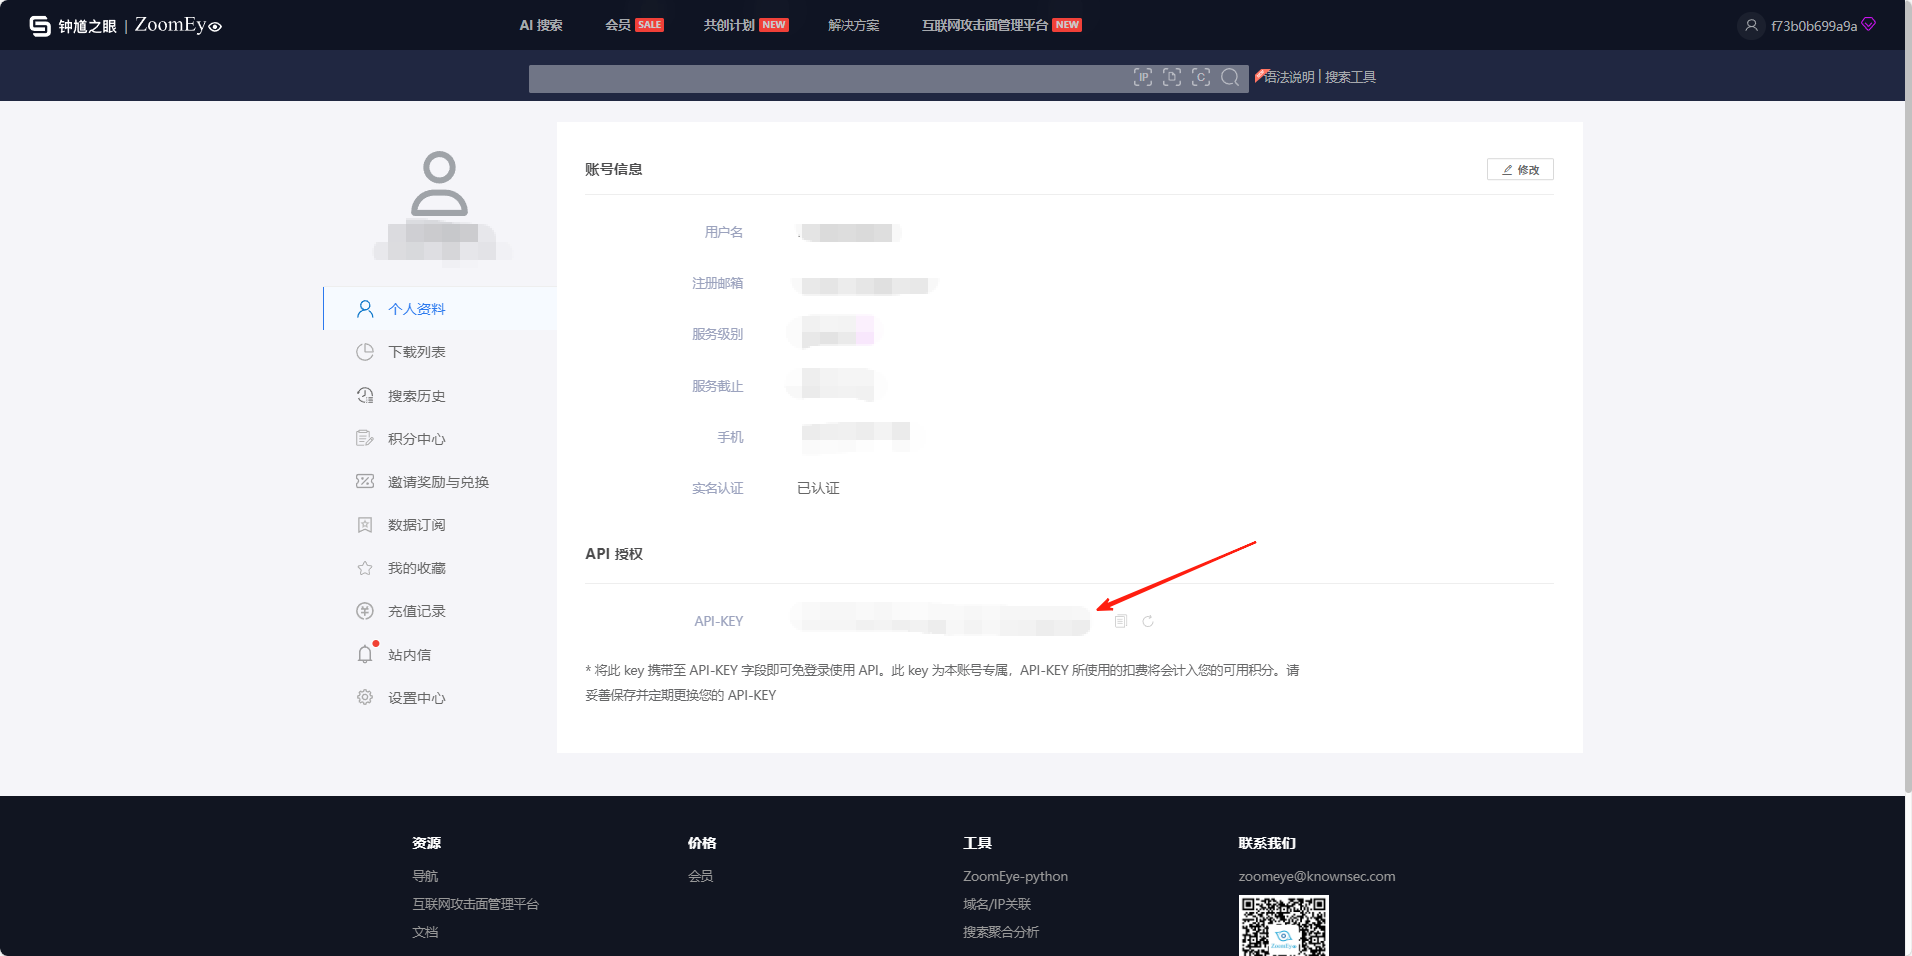 钟馗之眼 | ZoomEye
AI 搜索
会员 SALE
共创计划 NEW
解决方案
互联网攻击面管理平台 NEW
f73b0b699a9a
IP D C
语法说明 | 搜索工具
个人资料
下载列表
搜索历史
积分中心
邀请奖励与兑换
数据订阅
我的收藏
充值记录
站内信
设置中心
账号信息
修改
用户名
注册邮箱
服务级别
服务截止
手机
实名认证 已认证
API 授权
API-KEY
* 将此 key 携带至 API-KEY 字段即可免登录使用 API。此 key 为本账号专属，API-KEY 所使用的扣费将会计入您的可用积分。请
妥善保存并定期更换您的 API-KEY
资源
导航
互联网攻击面管理平台
文档
价格
会员
工具
ZoomEye-python
域名/IP关联
搜索聚合分析
联系我们
zoomeye@knownsec.com
ZoomEye